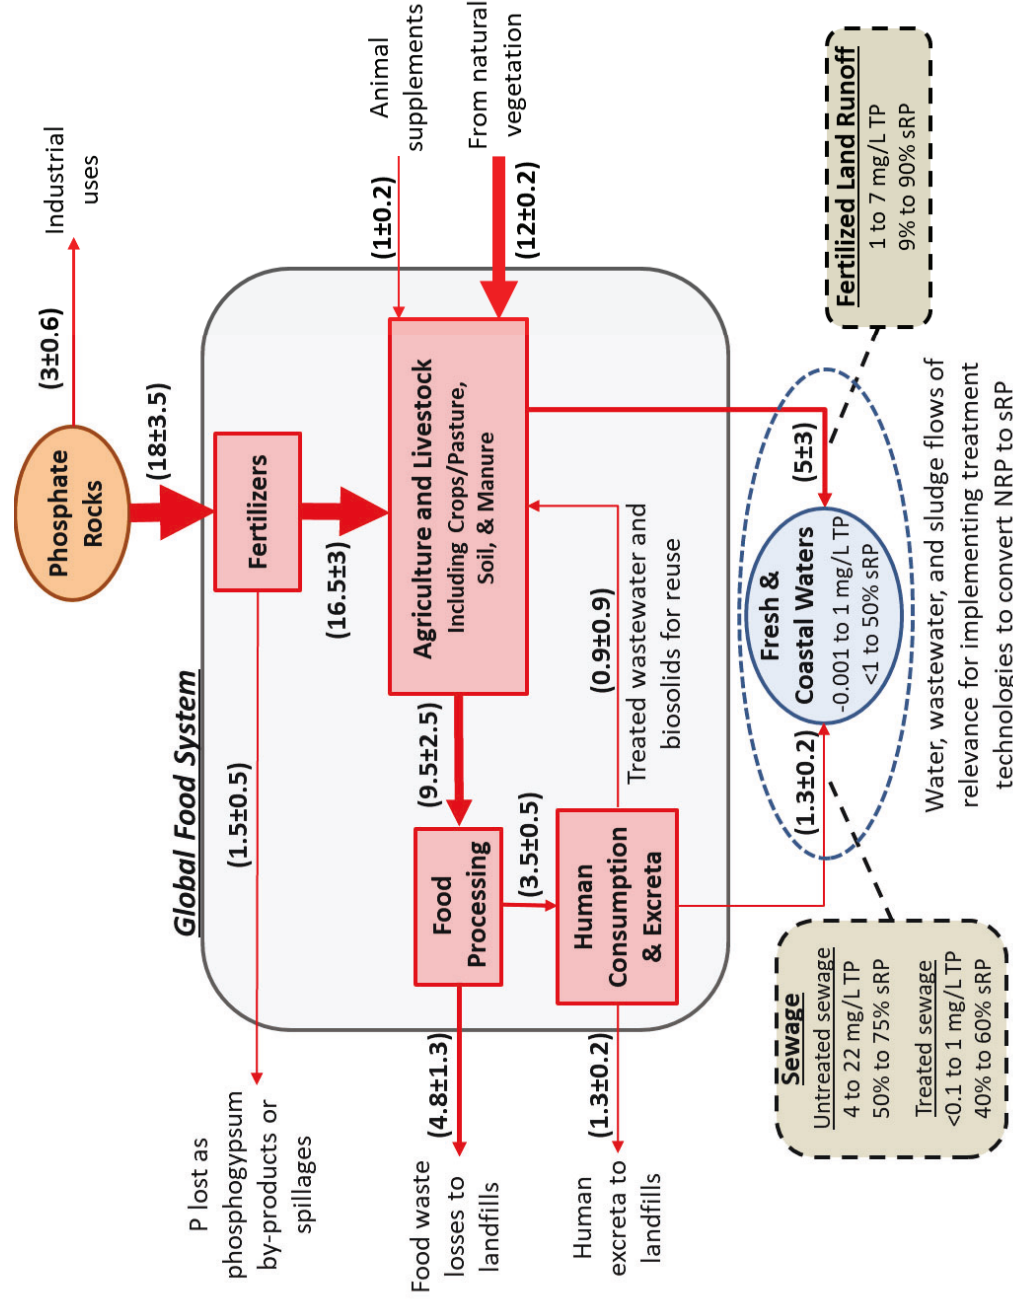 Phosphate
Rocks
(3±0.6)
Industrial
uses
(18±3.5)
Global Food System
Fertilizers
(1.5±0.5)
P lost as
phosphogypsum
by-products or
spillages
(16.5±3)
Animal
supplements
(1±0.2)
From natural
vegetation
(12±0.2)
Agriculture and Livestock
Including Crops/Pasture,
Soil, & Manure
(9.5±2.5)
Food
Processing
(4.8±1.3)
Food waste
losses to
landfills
(3.5±0.5)
Human
Consumption
& Excreta
(1.3±0.2)
Human
excreta to
landfills
(0.9±0.9)
Treated wastewater and
biosolids for reuse
(5±3)
(1.3±0.2)
Fresh &
Coastal Waters
-0.001 to 1 mg/L TP
<1 to 50% sRP
Sewage
Untreated sewage
4 to 22 mg/L TP
50% to 75% sRP
Treated sewage
<0.1 to 1 mg/L TP
40% to 60% sRP
Fertilized Land Runoff
1 to 7 mg/L TP
9% to 90% sRP
Water, wastewater, and sludge flows of
relevance for implementing treatment
technologies to convert NRP to sRP